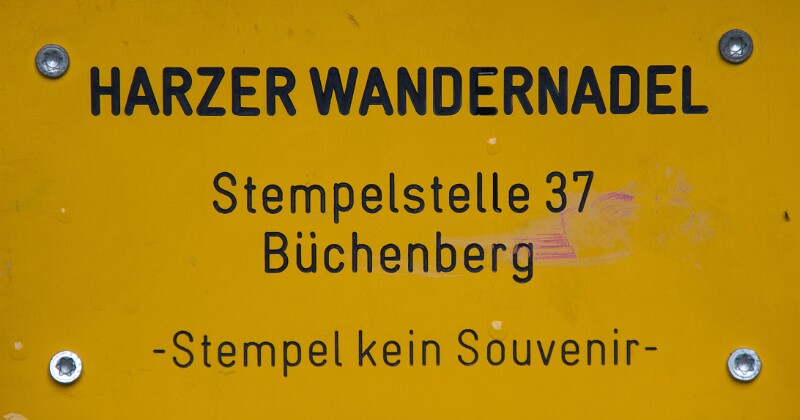 HARZER WANDERNADEL
Stempelstelle 37
Büchenberg
-Stempel kein Souvenir-